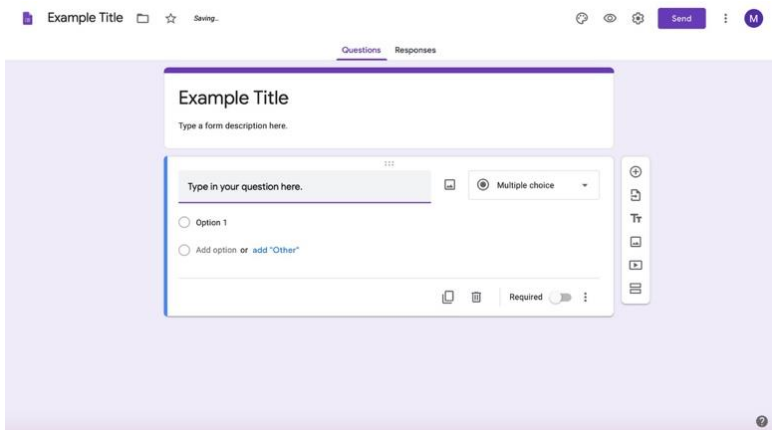 Example Title Saving... Send M
Questions Responses
Example Title
Type a form description here.
Type in your question here. Multiple choice
Option 1
Add option or add "Other"
Tт
Required